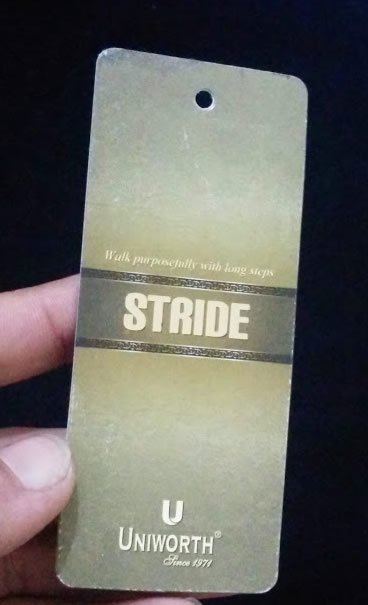 Walk purposefully with long steps
STRIDE
U
UNIWORTH®
Since 1971